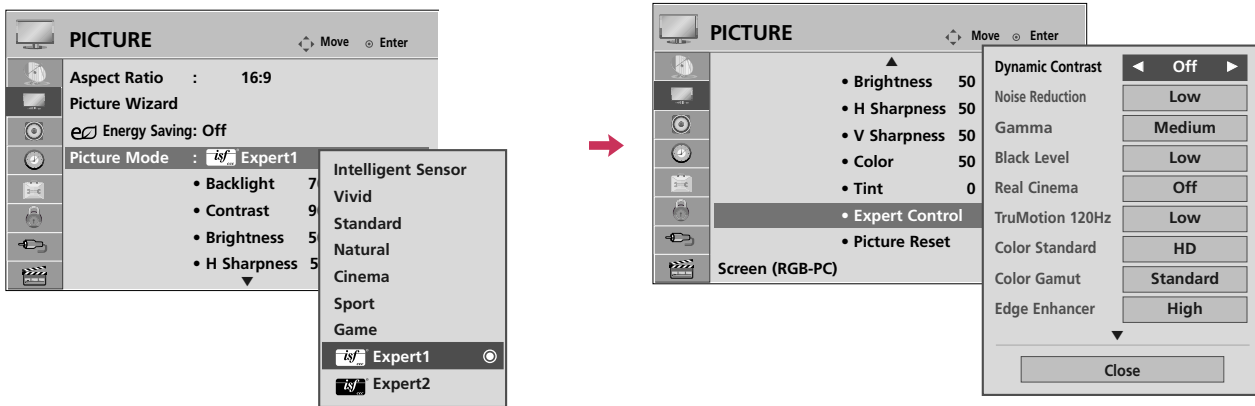 PICTURE
Move Enter
Aspect Ratio : 16:9
Picture Wizard
Energy Saving: Off
Picture Mode : isf Expert1
• Backlight 7
• Contrast 9
• Brightness 5
• H Sharpness 5
Intelligent Sensor
Vivid
Standard
Natural
Cinema
Sport
Game
isf Expert1
isf Expert2
PICTURE
Move Enter
• Brightness 50
• H Sharpness 50
• V Sharpness 50
• Color 50
• Tint 0
• Expert Control
• Picture Reset
Screen (RGB-PC)
Dynamic Contrast Off
Noise Reduction Low
Gamma Medium
Black Level Low
Real Cinema Off
TruMotion 120Hz Low
Color Standard HD
Color Gamut Standard
Edge Enhancer High
Close